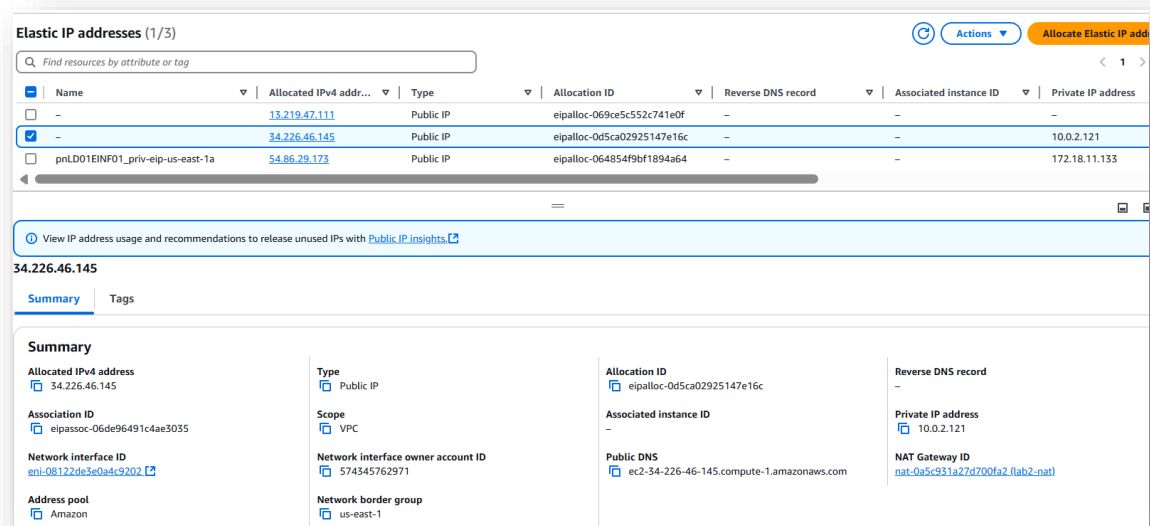 Elastic IP addresses (1/3)
Actions
Allocate Elastic IP addr
Find resources by attribute or tag
1
Name Allocated IPv4 addr... Type Allocation ID Reverse DNS record Associated instance ID Private IP address
– 13.219.47.111 Public IP eipalloc-069ce5c552c741e0f – – –
– 34.226.46.145 Public IP eipalloc-0d5ca02925147e16c – – 10.0.2.121
pnLD01EINF01_priv-eip-us-east-1a 54.86.29.173 Public IP eipalloc-064854f9bf1894a64 – – 172.18.11.133
View IP address usage and recommendations to release unused IPs with Public IP insights.
34.226.46.145
Summary Tags
Summary
Allocated IPv4 address
34.226.46.145
Type
Public IP
Allocation ID
eipalloc-0d5ca02925147e16c
Reverse DNS record
–
Association ID
eipassoc-06de96491c4ae3035
Scope
VPC
Associated instance ID
–
Private IP address
10.0.2.121
Network interface ID
eni-08122de3e0a4c9202
Network interface owner account ID
574345762971
Public DNS
ec2-34-226-46-145.compute-1.amazonaws.com
NAT Gateway ID
nat-0a5c931a27d700fa2 (lab2-nat)
Address pool
Amazon
Network border group
us-east-1